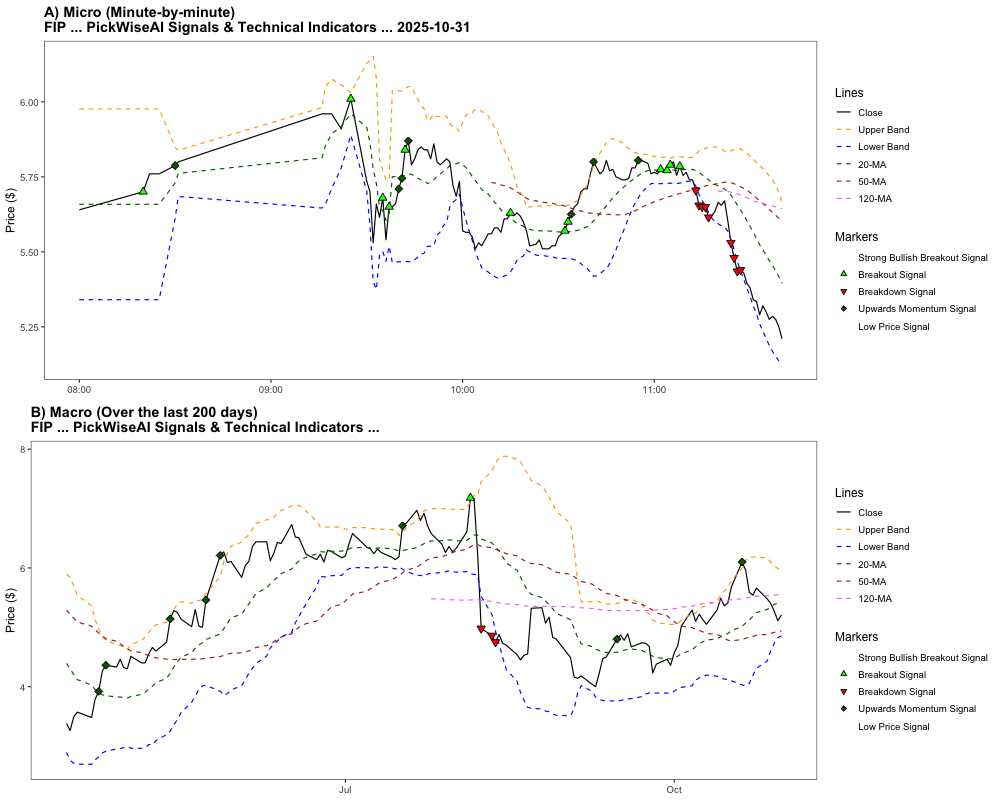 A) Micro (Minute-by-minute)
FIP ... PickWiseAI Signals & Technical Indicators ... 2025-10-31
Price ($)
6.00
5.75
5.50
5.25
08:00
09:00
10:00
11:00
Lines
Close
Upper Band
Lower Band
20-MA
50-MA
120-MA
Markers
Strong Bullish Breakout Signal
Breakout Signal
Breakdown Signal
Upwards Momentum Signal
Low Price Signal
B) Macro (Over the last 200 days)
FIP ... PickWiseAI Signals & Technical Indicators ...
Price ($)
8
6
4
Jul
Oct
Lines
Close
Upper Band
Lower Band
20-MA
50-MA
120-MA
Markers
Strong Bullish Breakout Signal
Breakout Signal
Breakdown Signal
Upwards Momentum Signal
Low Price Signal